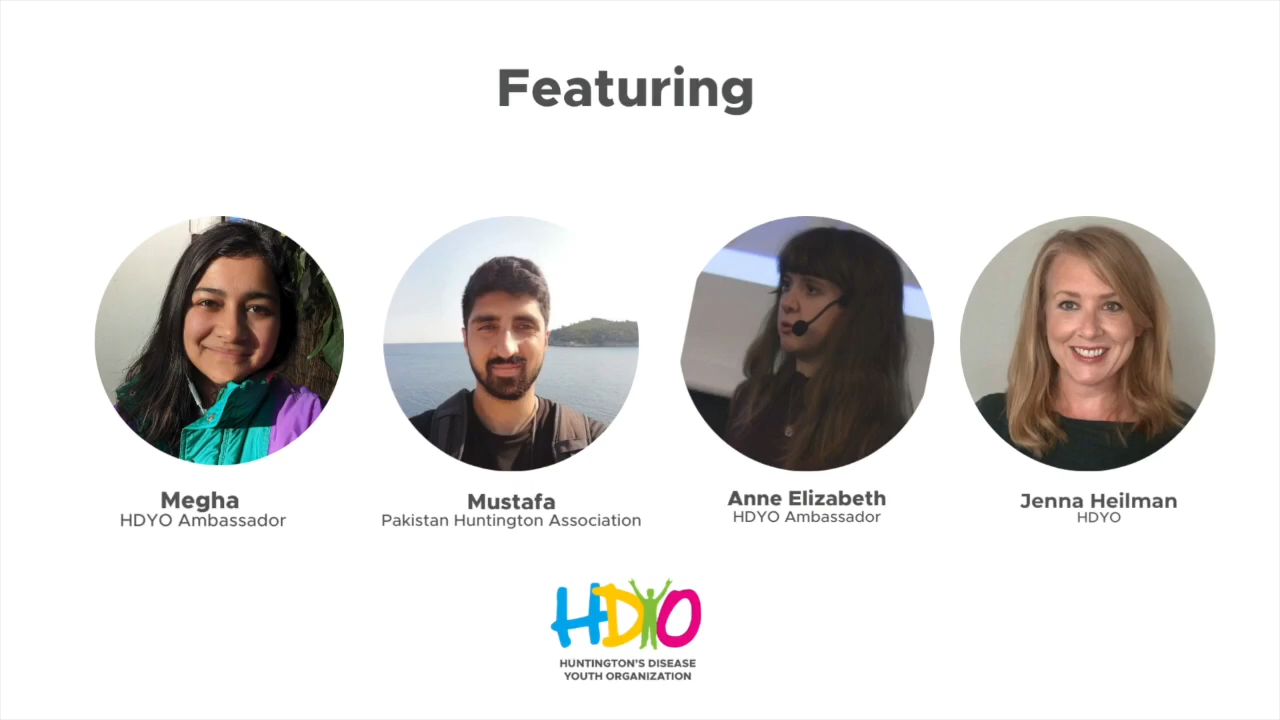 Featuring
Megha
HDYO Ambassador
Mustafa
Pakistan Huntington Association
Anne Elizabeth
HDYO Ambassador
Jenna Heilman
HDYO
HDYO
HUNTINGTON'S DISEASE
YOUTH ORGANIZATION